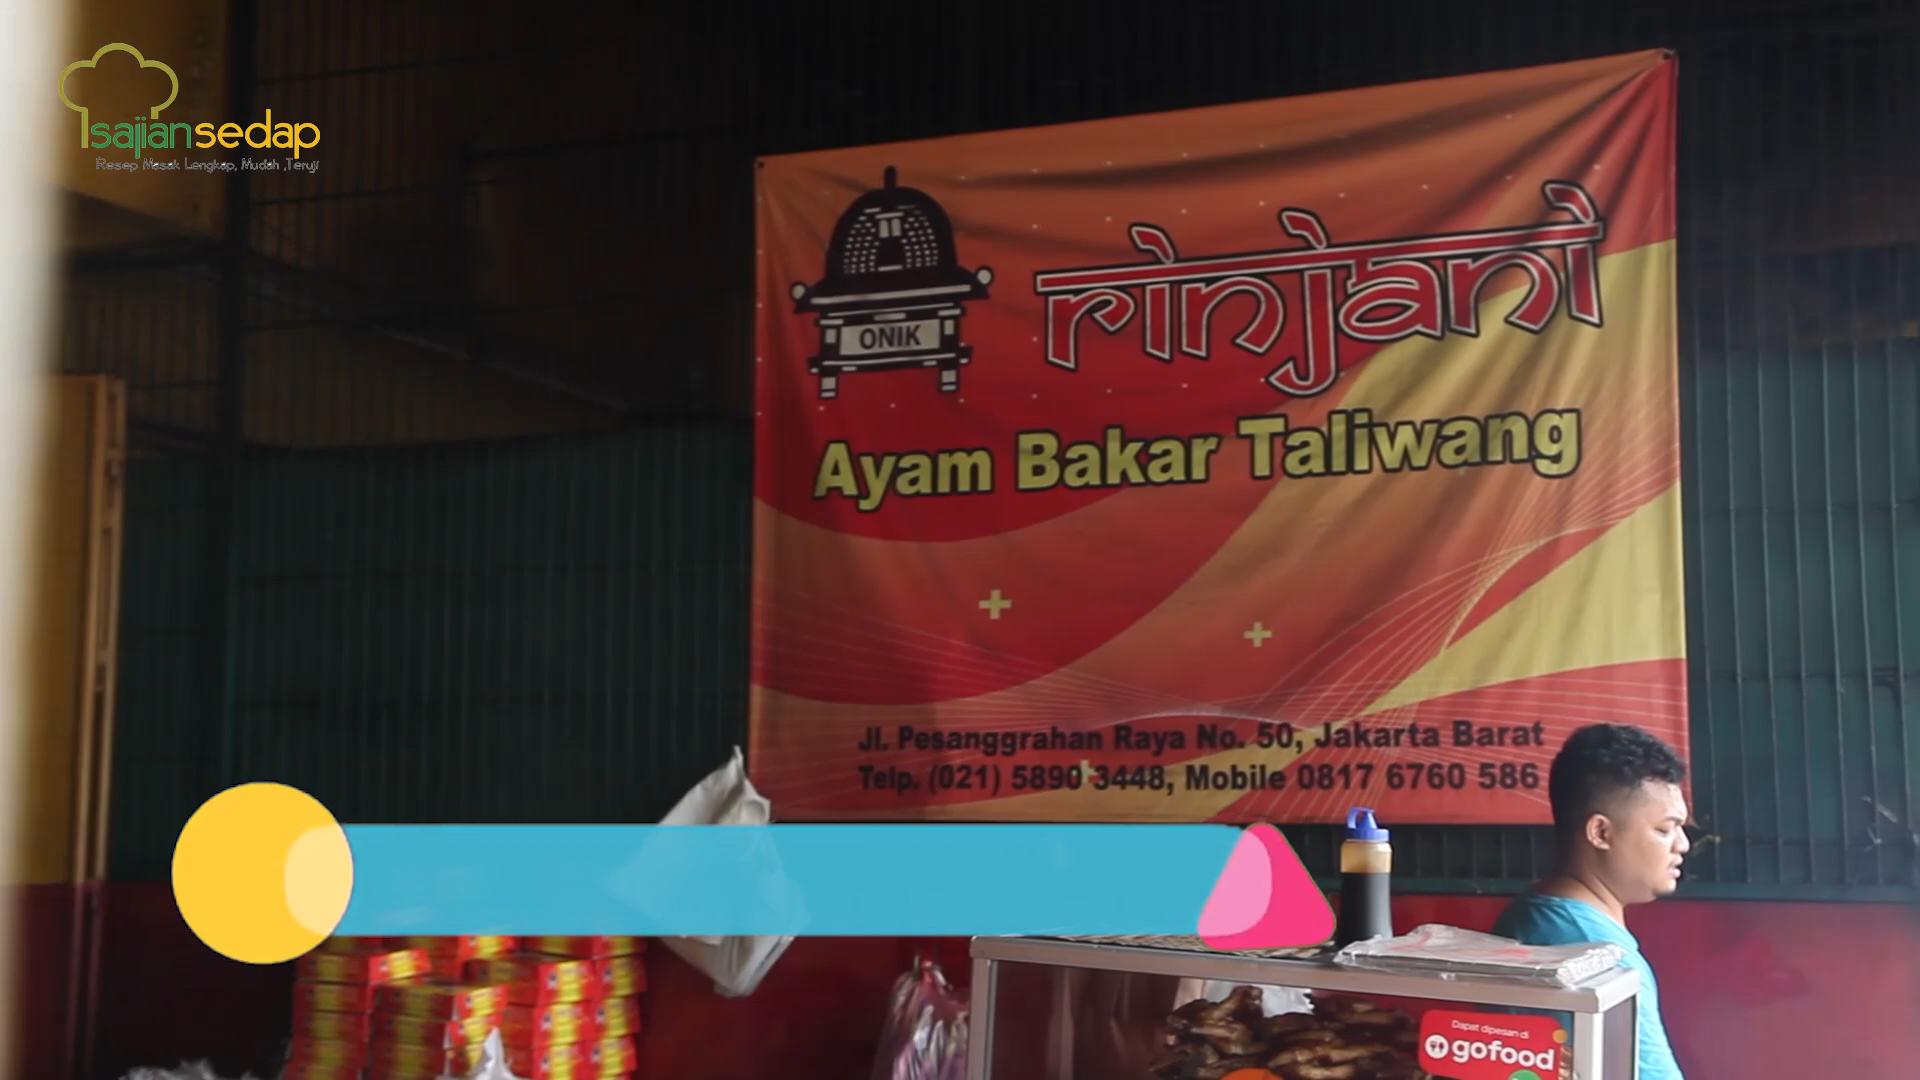 sajiansedap
Resep Masak Lengkap, Mudah ,Teruji
ONIK
rinjani
Ayam Bakar Taliwang
Jl. Pesanggrahan Raya No. 50, Jakarta Barat
Telp. (021) 5890 3448, Mobile 0817 6760 586
Dapat dipesan di
gofood